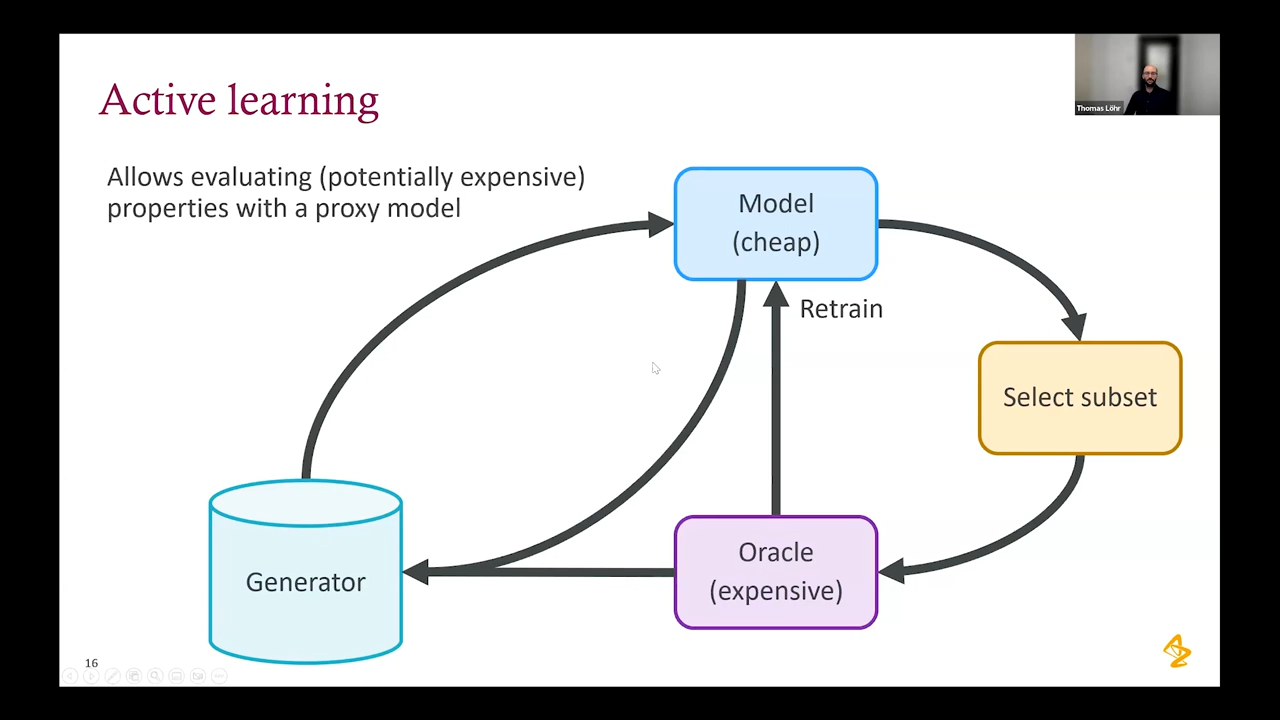 Active learning
Thomas Löhr
Allows evaluating (potentially expensive)
properties with a proxy model
Model
(cheap)
Retrain
Select subset
Oracle
(expensive)
Generator
16